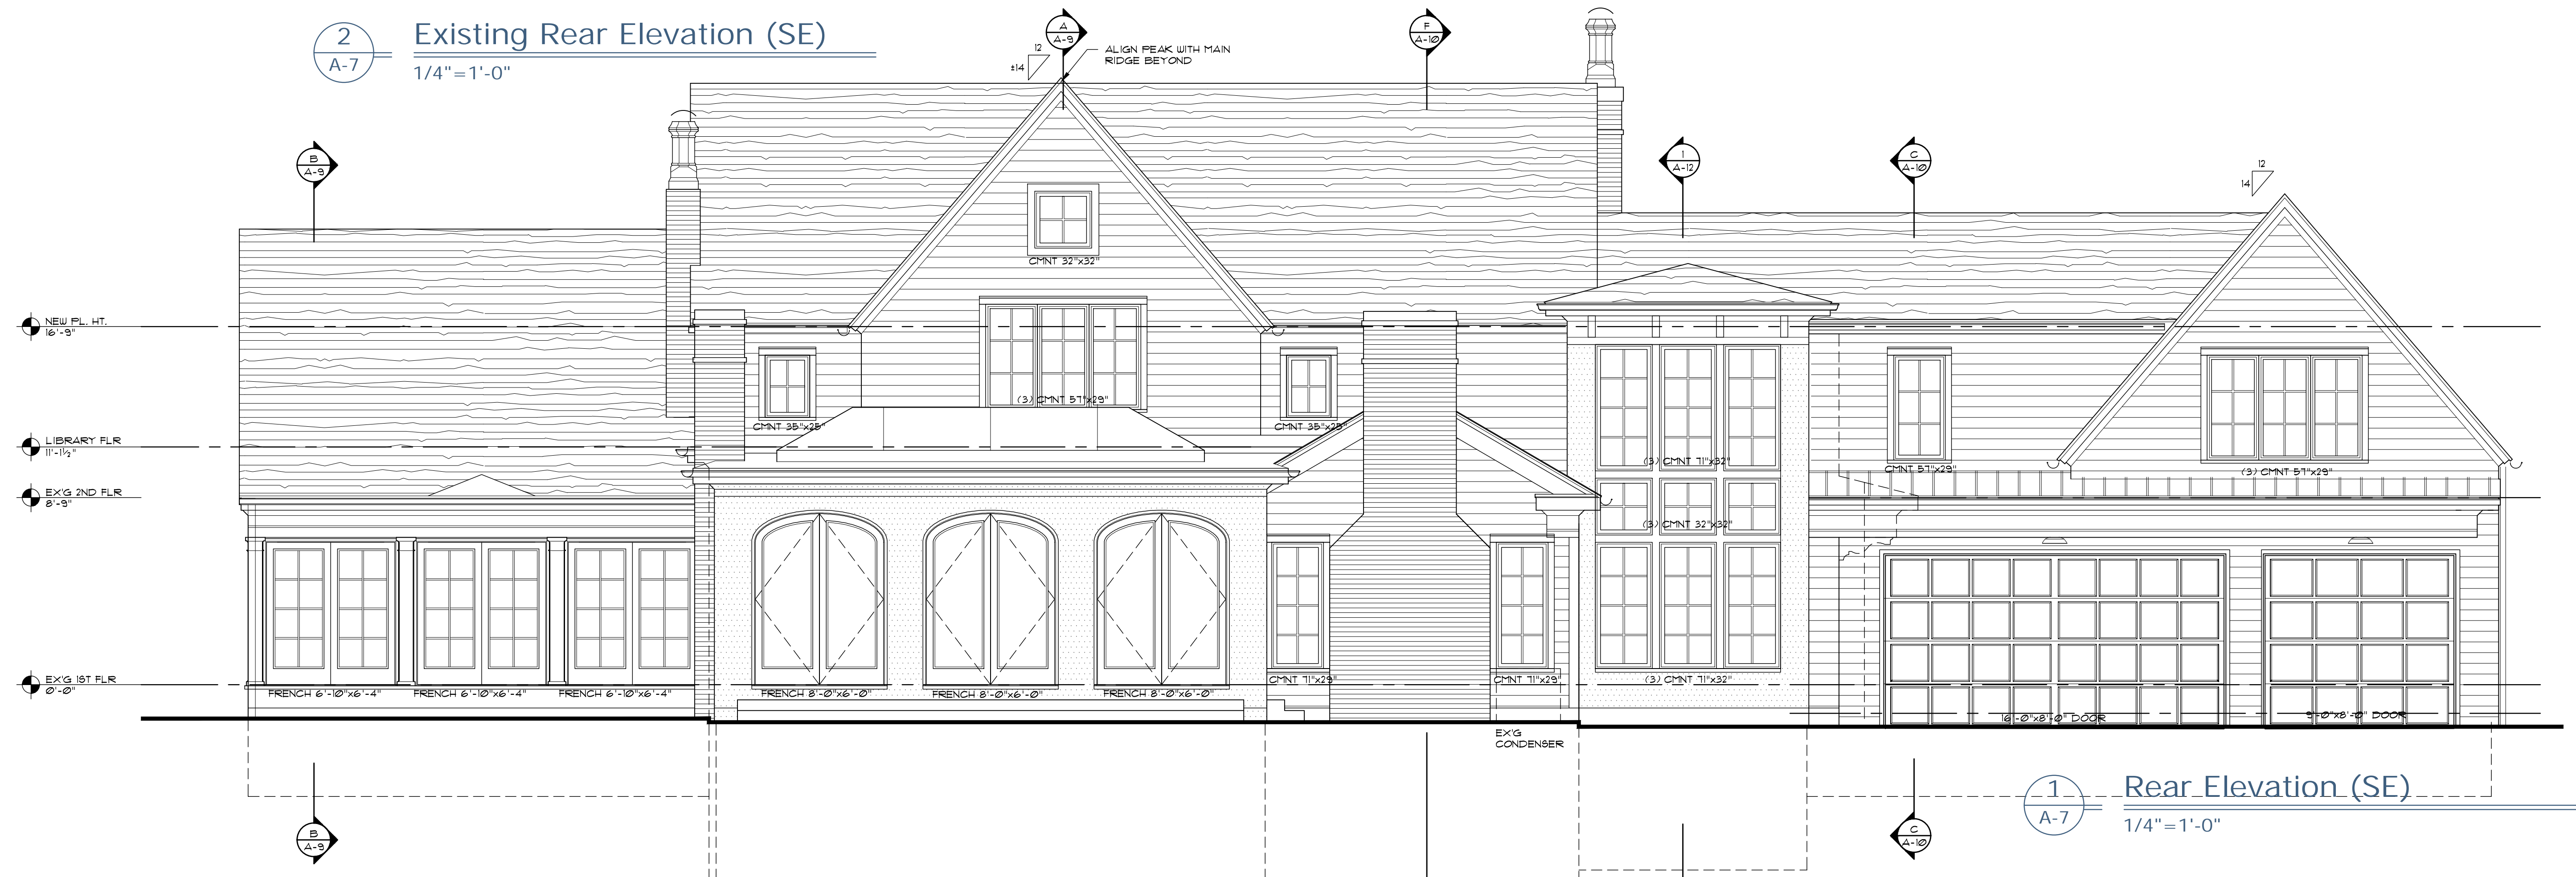 2
A-7
Existing Rear Elevation (SE)
1/4"=1'-0"
A
A-9
F
A-10
12
±14
ALIGN PEAK WITH MAIN
RIDGE BEYOND
B
A-9
1
A-12
C
A-10
12
14
CMNT 32"x32"
NEW PL. HT.
16'-9"
(3) CMNT 57"x29"
CMNT 35"x25"
CMNT 35"x25"
LIBRARY FLR
11'-1½"
(3) CMNT 71"x32"
CMNT 57"x29"
(3) CMNT 57"x29"
EX'G 2ND FLR
8'-9"
(3) CMNT 32"x32"
EX'G 1ST FLR
0'-0"
FRENCH 6'-10"x6'-4"
FRENCH 6'-10"x6'-4"
FRENCH 6'-10"x6'-4"
FRENCH 8'-0"x6'-0"
FRENCH 8'-0"x6'-0"
FRENCH 8'-0"x6'-0"
CMNT 71"x29"
CMNT 71"x29"
(3) CMNT 71"x32"
16'-0"x8'-0" DOOR
9'-0"x8'-0" DOOR
EX'G
CONDENSER
1
A-7
Rear Elevation (SE)
1/4"=1'-0"
B
A-9
C
A-10